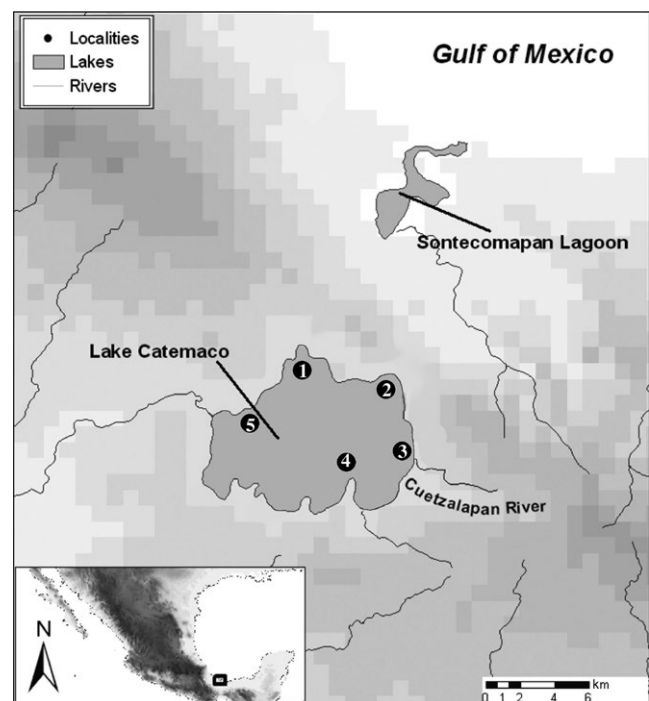 Localities
Lakes
Rivers
Gulf of Mexico
Sontecomapan Lagoon
Lake Catemaco
1
2
5
3
4
Cuetzalapan River
N
km
0 1 2 4 6